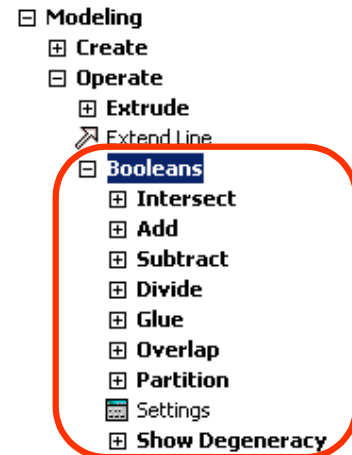 Modeling
Create
Operate
Extrude
Extend Line
Booleans
Intersect
Add
Subtract
Divide
Glue
Overlap
Partition
Settings
Show Degeneracy